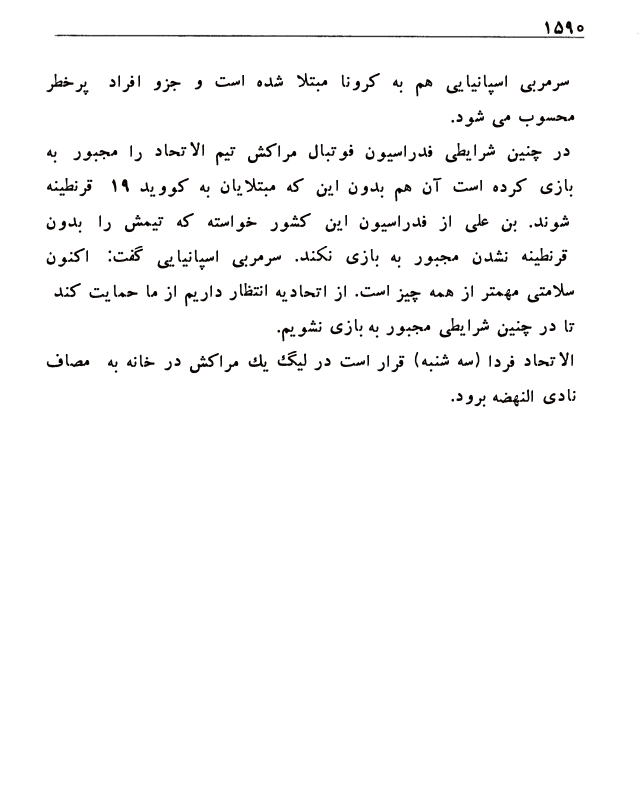 ۱۵۹۰
سرمربی اسپانیایی هم به کرونا مبتلا شده است و جزو افراد پرخطر
محسوب می شود.
در چنین شرایطی فدراسیون فوتبال مراکش تیم الاتحاد را مجبور به
بازی کرده است آن هم بدون این که مبتلایان به کووید ۱۹ قرنطینه
شوند. بن علی از فدراسیون این کشور خواسته که تیمش را بدون
قرنطینه نشدن مجبور به بازی نکند. سرمربی اسپانیایی گفت: اکنون
سلامتی مهمتر از همه چیز است. از اتحادیه انتظار داریم از ما حمایت کند
تا در چنین شرایطی مجبور به بازی نشویم.
الاتحاد فردا (سه شنبه) قرار است در لیگ یك مراکش در خانه به مصاف
نادی النهضه برود.